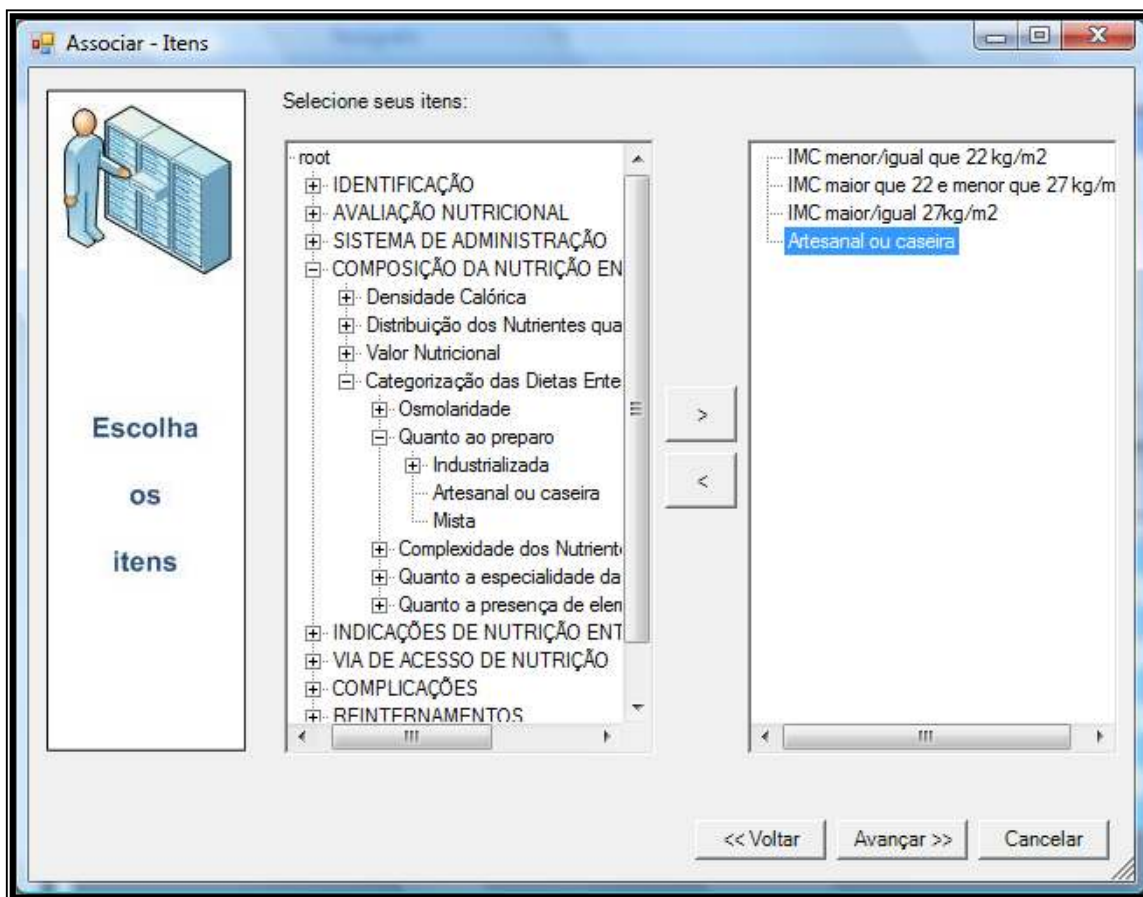 Associar - Itens
Selecione seus itens:
Escolha
os
itens
root
IDENTIFICAÇÃO
AVALIAÇÃO NUTRICIONAL
SISTEMA DE ADMINISTRAÇÃO
COMPOSIÇÃO DA NUTRIÇÃO EN
Densidade Calórica
Distribuição dos Nutrientes qua
Valor Nutricional
Categorização das Dietas Ente
Osmolaridade
Quanto ao preparo
Industrializada
Artesanal ou caseira
Mista
Complexidade dos Nutriente
Quanto a especialidade da
Quanto a presença de elen
INDICAÇÕES DE NUTRIÇÃO ENT
VIA DE ACESSO DE NUTRIÇÃO
COMPLICAÇÕES
REINTERNAMENTOS
>
<
IMC menor/igual que 22 kg/m2
IMC maior que 22 e menor que 27 kg/m
IMC maior/igual 27kg/m2
Artesanal ou caseira
<< Voltar
Avançar >>
Cancelar